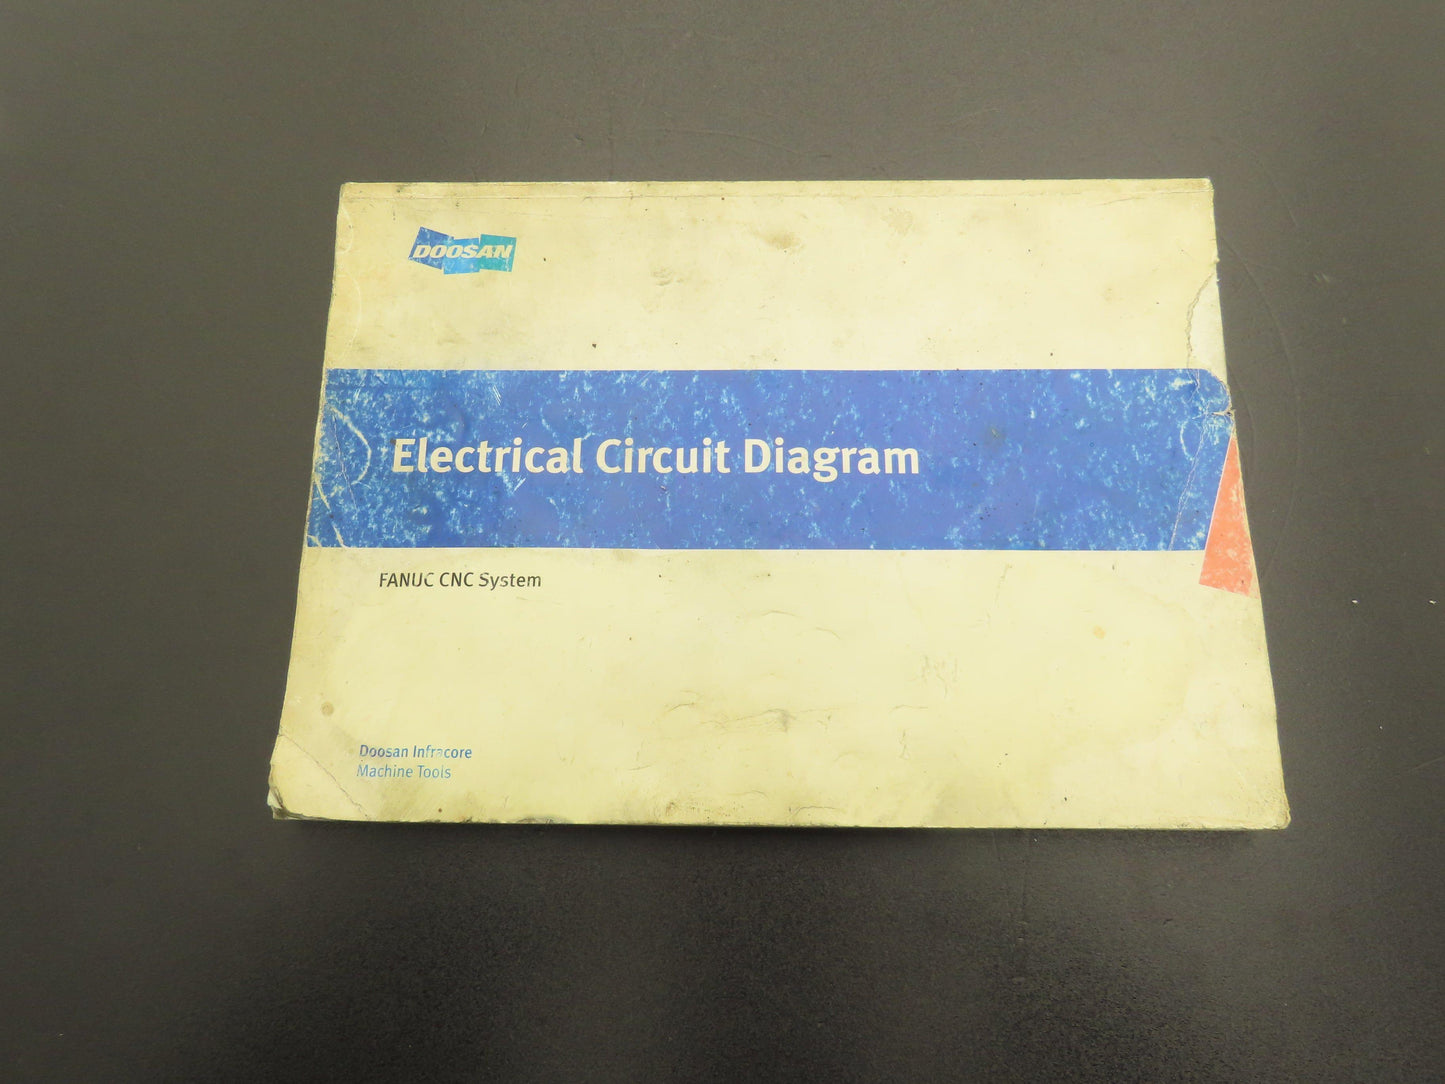 DOOSAN
Electrical Circuit Diagram
FANUC CNC System
Doosan Infracore
Machine Tools